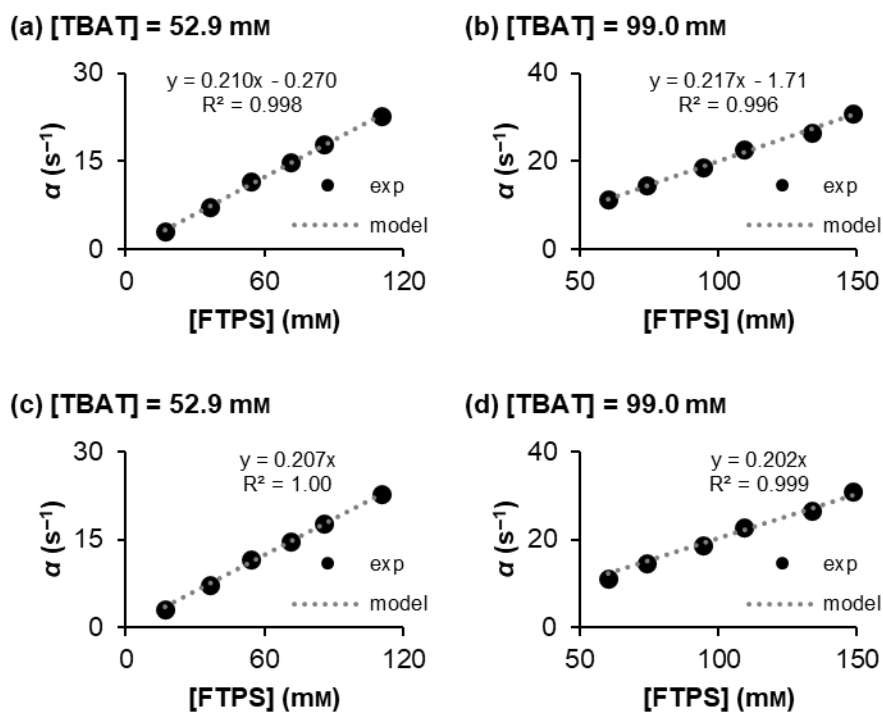 (a) [TBAT] = 52.9 mM
y = 0.210x - 0.270
R² = 0.998
30
15
0
α (s⁻¹)
exp
model
0 60 120
[FTPS] (mM)
(b) [TBAT] = 99.0 mM
y = 0.217x - 1.71
R² = 0.996
40
20
0
α (s⁻¹)
exp
model
50 100 150
[FTPS] (mM)
(c) [TBAT] = 52.9 mM
y = 0.207x
R² = 1.00
30
15
0
α (s⁻¹)
exp
model
0 60 120
[FTPS] (mM)
(d) [TBAT] = 99.0 mM
y = 0.202x
R² = 0.999
40
20
0
α (s⁻¹)
exp
model
50 100 150
[FTPS] (mM)